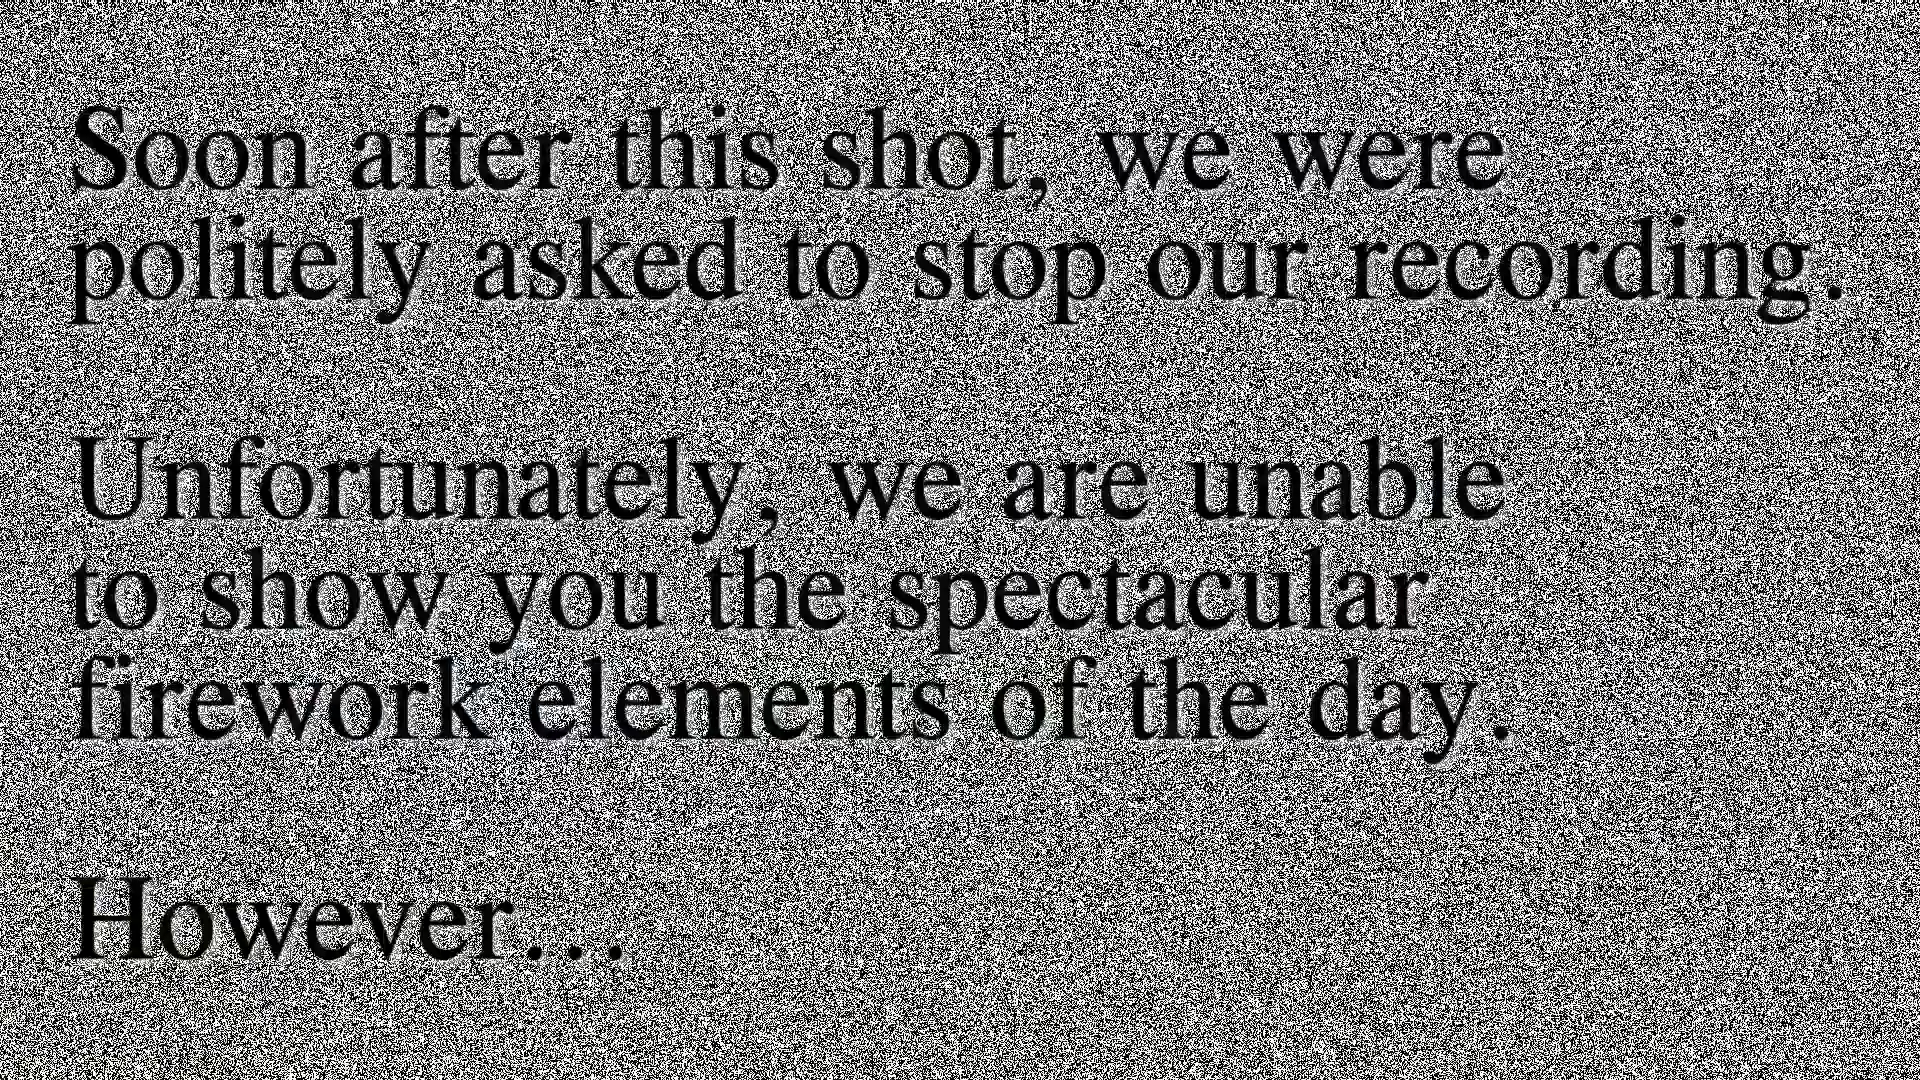 Soon after this shot, we were
politely asked to stop our recording.
Unfortunately, we are unable
to show you the spectacular
firework elements of the day.
However...